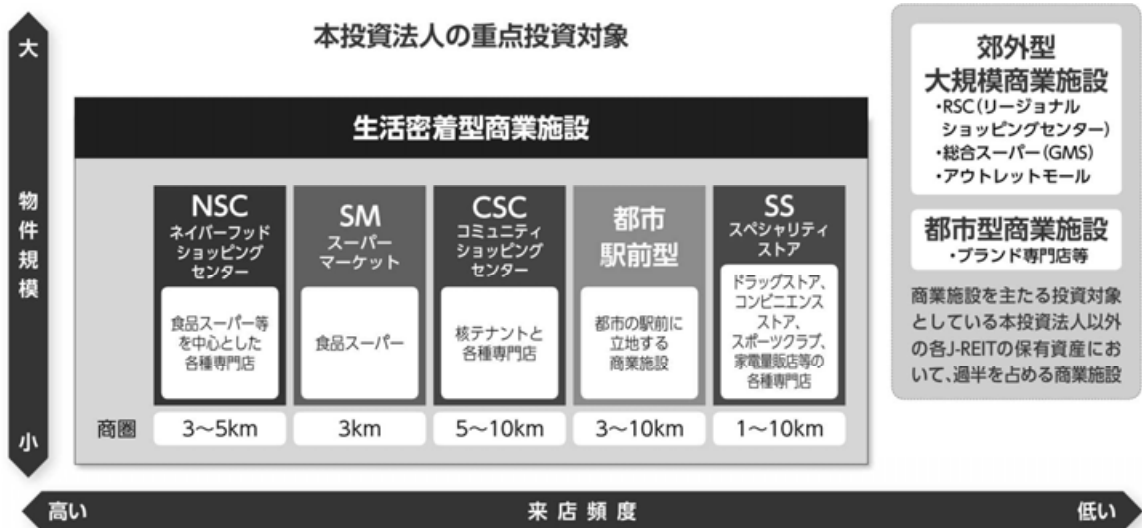 本投資法人の重点投資対象
大
物件規模
小
生活密着型商業施設
NSC
ネイバーフッド
ショッピング
センター
食品スーパー等
を中心とした
各種専門店
SM
スーパー
マーケット
食品スーパー
CSC
コミュニティ
ショッピング
センター
核テナントと
各種専門店
都市
駅前型
都市の駅前に
立地する
商業施設
SS
スペシャリティ
ストア
ドラッグストア、
コンビニエンス
ストア、
スポーツクラブ、
家電量販店等の
各種専門店
商圏 3～5km 3km 5～10km 3～10km 1～10km
郊外型
大規模商業施設
・RSC(リージョナル
ショッピングセンター)
・総合スーパー(GMS)
・アウトレットモール
都市型商業施設
・ブランド専門店等
商業施設を主たる投資対象
としている本投資法人以外
の各J-REITの保有資産にお
いて、過半を占める商業施設
高い 来店頻度 低い